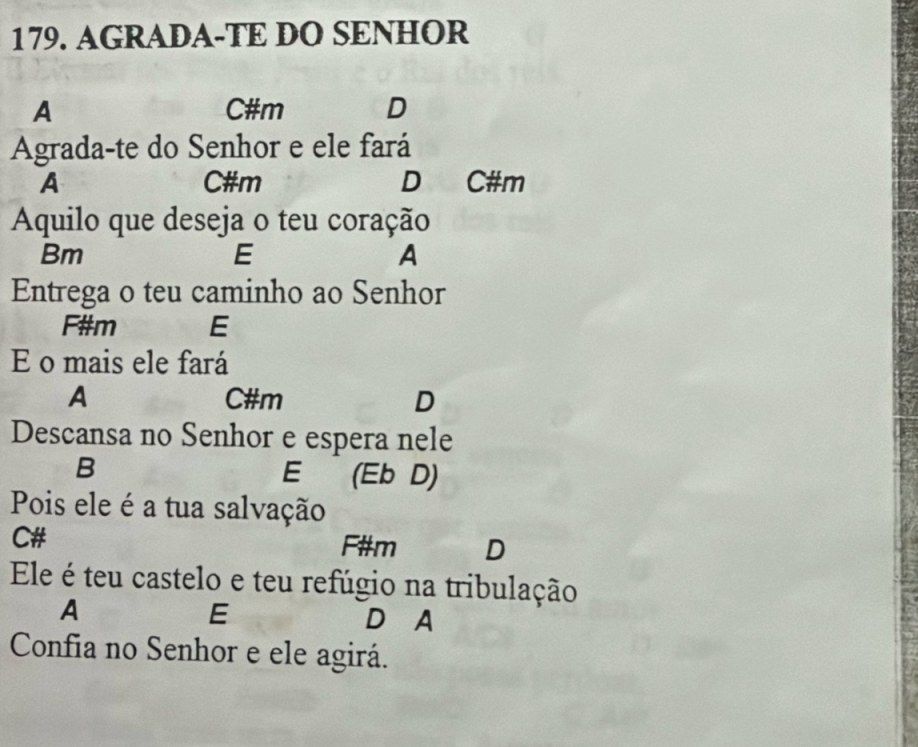 179. AGRADA-TE DO SENHOR
A C#m D
Agrada-te do Senhor e ele fará
A C#m D C#m
Aquilo que deseja o teu coração
Bm E A
Entrega o teu caminho ao Senhor
F#m E
E o mais ele fará
A C#m D
Descansa no Senhor e espera nele
B E (Eb D)
Pois ele é a tua salvação
C# F#m D
Ele é teu castelo e teu refúgio na tribulação
A E D A
Confia no Senhor e ele agirá.